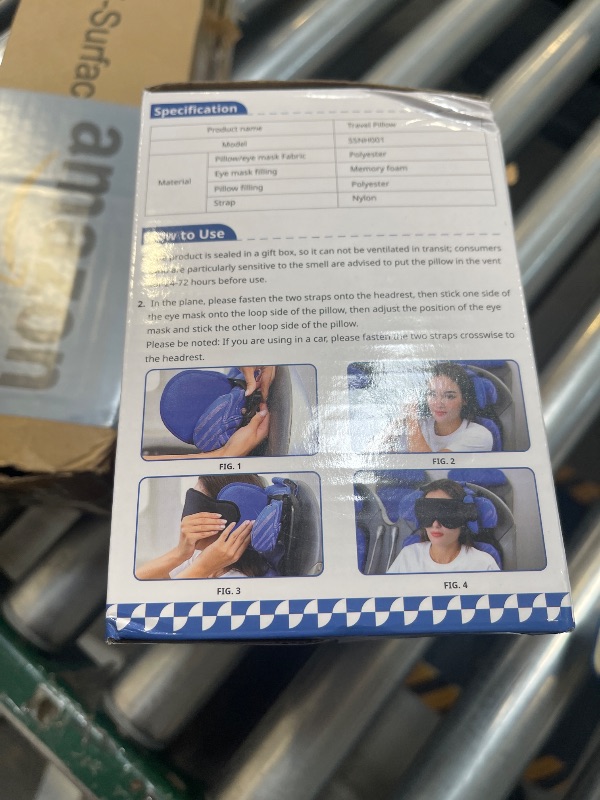 -Surfac
amazon
Specification
Product name Travel Pillow
Model SSNH001
Material
Pillow/eye mask Fabric Polyester
Eye mask filling Memory foam
Pillow filling Polyester
Strap Nylon
How to Use
product is sealed in a gift box, so it can not be ventilated in transit; consumers
are particularly sensitive to the smell are advised to put the pillow in the vent
72 hours before use.
2. In the plane, please fasten the two straps onto the headrest, then stick one side of
the eye mask onto the loop side of the pillow, then adjust the position of the eye
mask and stick the other loop side of the pillow.
Please be noted: If you are using in a car, please fasten the two straps crosswise to
the headrest.
FIG. 1
FIG. 2
FIG. 3
FIG. 4